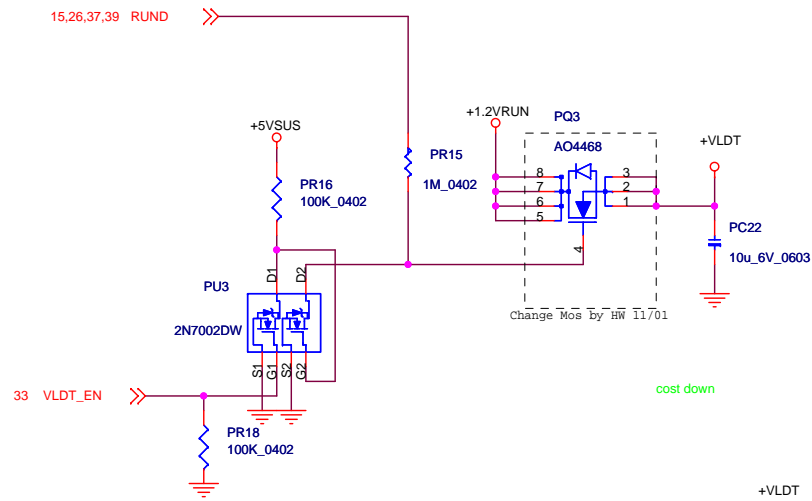 15,26,37,39 RUND
+5VSUS
+1.2VRUN
PQ3
AO4468
+VLDT
PR15
1M_0402
PR16
100K_0402
8
7
6
5
3
2
1
4
PC22
10u_6V_0603
D1
D2
PU3
2N7002DW
Change Mos by HW 11/01
S1
G1
S2
G2
33 VLDT_EN
cost down
PR18
100K_0402
+VLDT